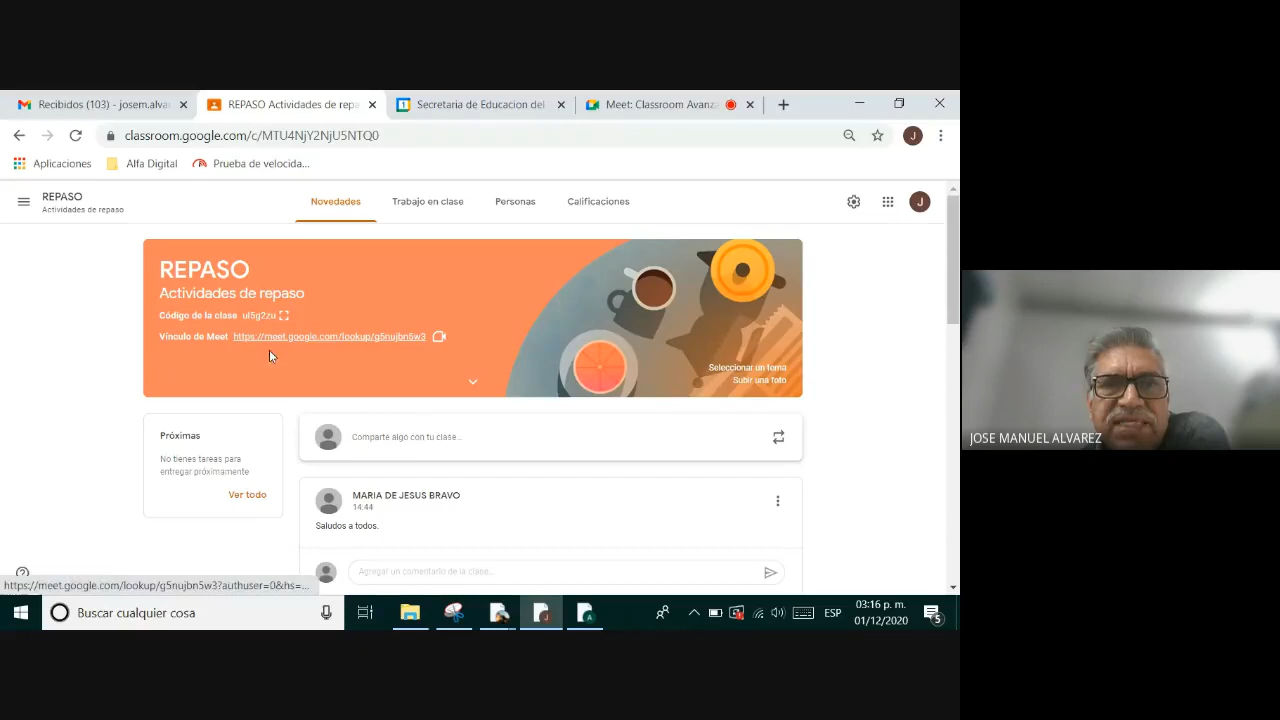 Recibidos (103) - josem.alva
REPASO Actividades de repa
Secretaria de Educacion del
Meet: Classroom Avanz
classroom.google.com/c/MTU4NjY2NjU5NTQ0
Aplicaciones
Alfa Digital
Prueba de velocida...
REPASO
Actividades de repaso
Novedades
Trabajo en clase
Personas
Calificaciones
J
REPASO
Actividades de repaso
Código de la clase ul5g2zu
Vínculo de Meet https://meet.google.com/lookup/g5nujbn5w3
Seleccionar un tema
Subir una foto
Próximas
No tienes tareas para
entregar próximamente
Ver todo
Comparte algo con tu clase...
MARIA DE JESUS BRAVO
14:44
Saludos a todos.
Agregar un comentario de la clase...
https://meet.google.com/lookup/g5nujbn5w3?authuser=0&hs=...
Buscar cualquier cosa
ESP
03:16 p. m.
01/12/2020
5
JOSE MANUEL ALVAREZ